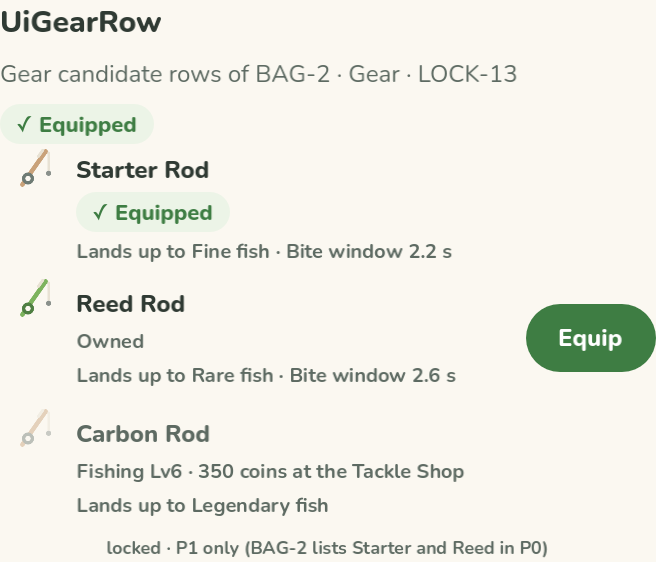 UiGearRow
Gear candidate rows of BAG-2 · Gear · LOCK-13
✓ Equipped
Starter Rod
✓ Equipped
Lands up to Fine fish · Bite window 2.2 s
Reed Rod
Owned
Lands up to Rare fish · Bite window 2.6 s
Equip
Carbon Rod
Fishing Lv6 · 350 coins at the Tackle Shop
Lands up to Legendary fish
locked · P1 only (BAG-2 lists Starter and Reed in P0)